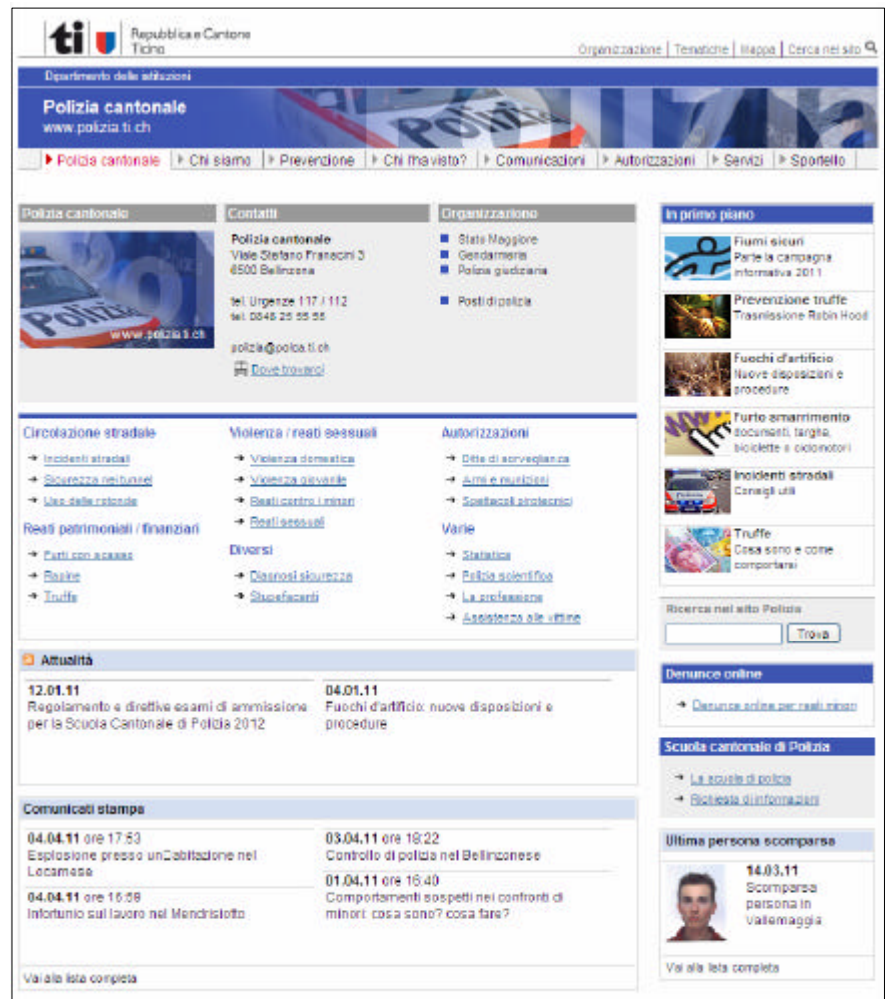 ti
Repubblica e Cantone
Ticino
Organizzazione | Tematiche | Mappa | Cerca nel sito
Dipartimento delle istituzioni
Polizia cantonale
www.polizia.ti.ch
Polizia cantonale | Chi siamo | Prevenzione | Chi l'ha visto? | Comunicazioni | Autorizzazioni | Servizi | Sportello
Polizia cantonale
Polizia
www.polizia.ti.ch
Contatti
Polizia cantonale
Viale Stefano Franscini 3
6500 Bellinzona
tel. Urgenze 117 / 112
tel. 0848 25 55 55
polizia@polca.ti.ch
Dove trovarci
Organizzazione
Stato Maggiore
Gendarmeria
Polizia giudiziaria
Posti di polizia
Circolazione stradale
Incidenti stradali
Sicurezza nei tunnel
Uso delle rotonde
Reati patrimoniali / finanziari
Furti con scasso
Rapine
Truffe
Violenza / reati sessuali
Violenza domestica
Violenza giovanile
Reati contro i minori
Reati sessuali
Diversi
Diagnosi sicurezza
Stupefacenti
Autorizzazioni
Ditte di sorveglianza
Armi e munizioni
Spettacoli pirotecnici
Varie
Statistica
Polizia scientifica
La professione
Assistenza alle vittime
Attualità
12.01.11
Regolamento e direttive esami di ammissione
per la Scuola Cantonale di Polizia 2012
04.01.11
Fuochi d'artificio: nuove disposizioni e
procedure
Comunicati stampa
04.04.11 ore 17:53
Esplosione presso un□abitazione nel
Locarnese
04.04.11 ore 16:59
Infortunio sul lavoro nel Mendrisiotto
03.04.11 ore 18:22
Controllo di polizia nel Bellinzonese
01.04.11 ore 16:40
Comportamenti sospetti nei confronti di
minori: cosa sono? cosa fare?
Vai alla lista completa
In primo piano
Fiumi sicuri
Parte la campagna
informativa 2011
Prevenzione truffe
Trasmissione Robin Hood
Fuochi d'artificio
Nuove disposizioni e
procedure
Furto smarrimento
documenti, targhe,
biciclette o ciclomotori
Incidenti stradali
Consigli utili
Truffe
Cosa sono e come
comportarsi
Ricerca nel sito Polizia
Trova
Denunce online
Denunce online per reati minori
Scuola cantonale di Polizia
La scuola di polizia
Richiesta di informazioni
Ultima persona scomparsa
14.03.11
Scomparsa
persona in
Vallemaggia
Vai alla lista completa